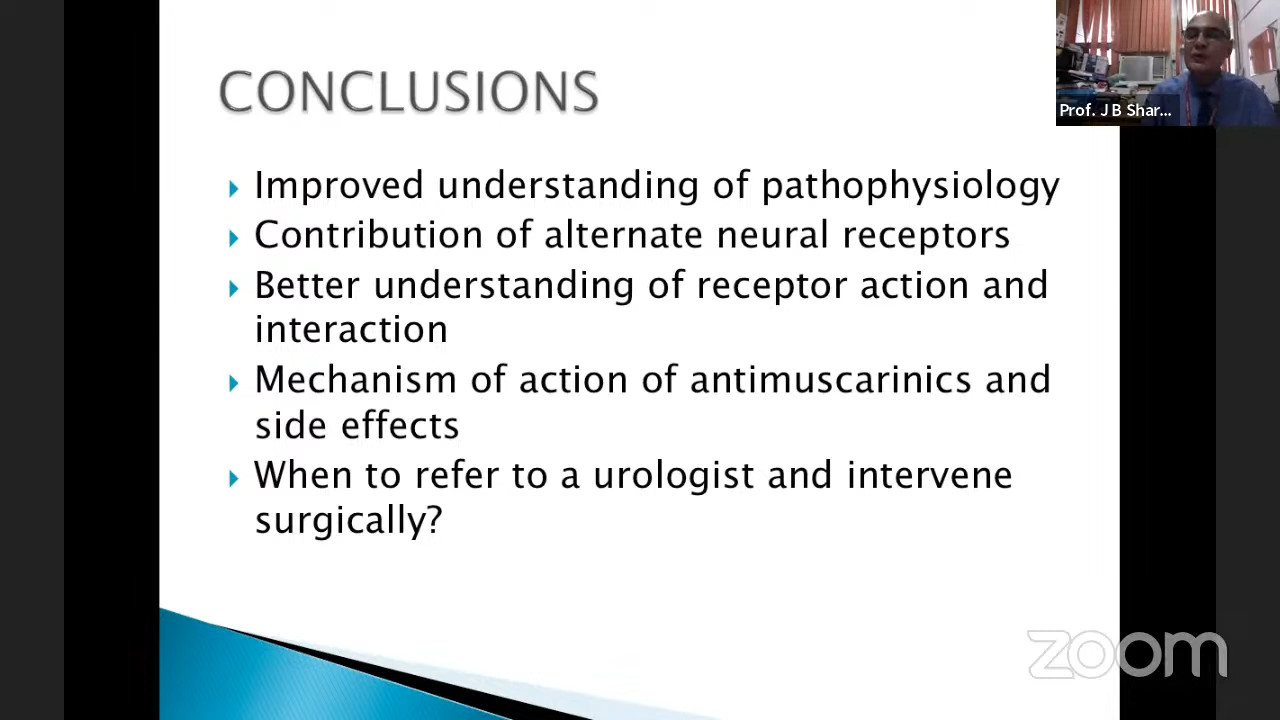 CONCLUSIONS
Prof. J B Shar...
Improved understanding of pathophysiology
Contribution of alternate neural receptors
Better understanding of receptor action and
interaction
Mechanism of action of antimuscarinics and
side effects
When to refer to a urologist and intervene
surgically?
zoom